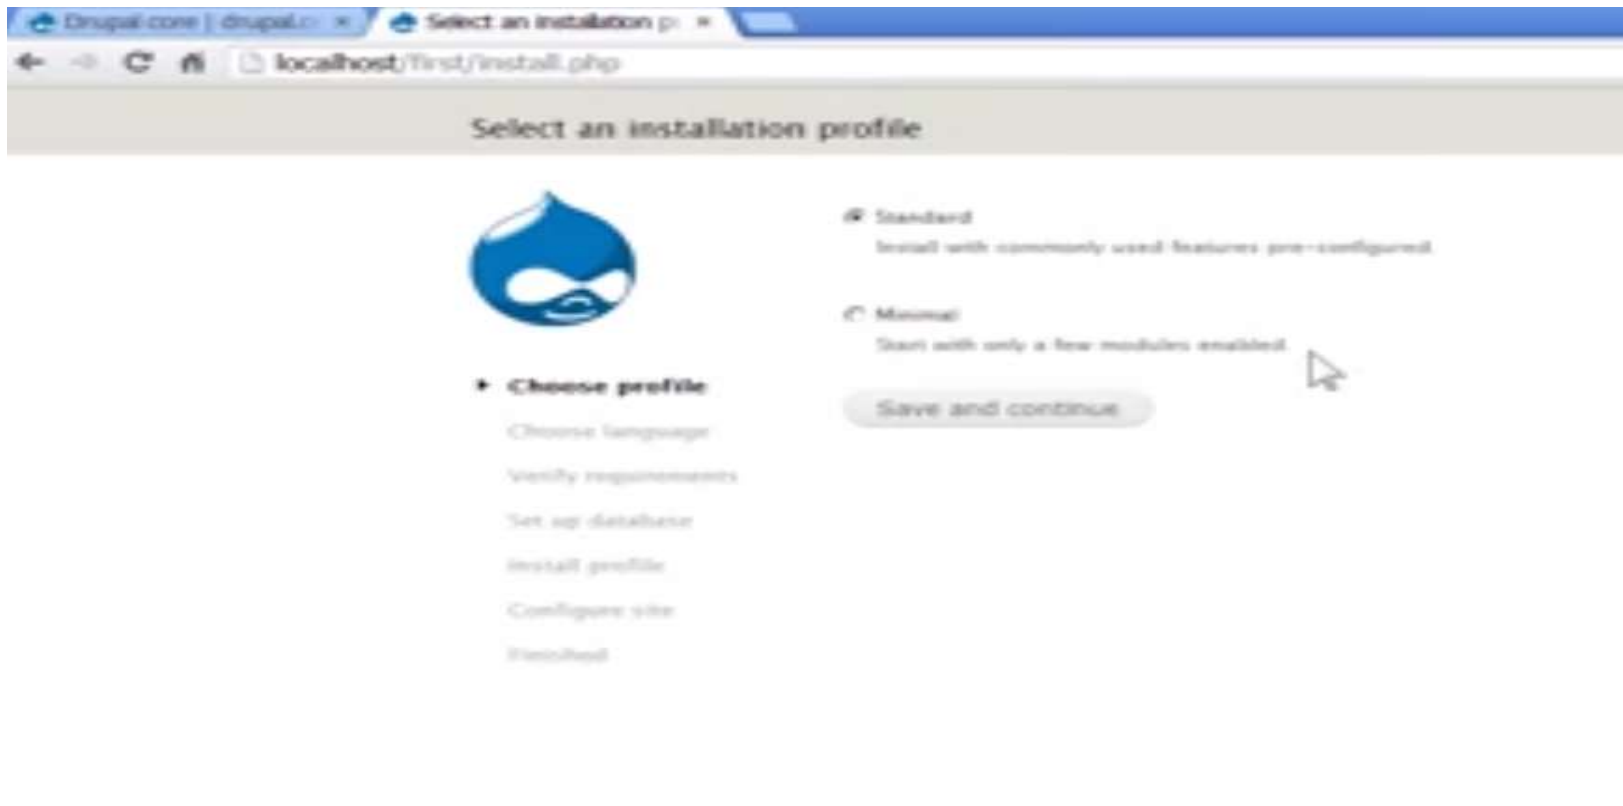 Drupal core | drupal.o
Select an installation p
localhost/first/install.php
Select an installation profile
Standard
Install with commonly used features pre-configured.
Minimal
Start with only a few modules enabled.
Save and continue
Choose profile
Choose language
Verify requirements
Set up database
Install profile
Configure site
Finished